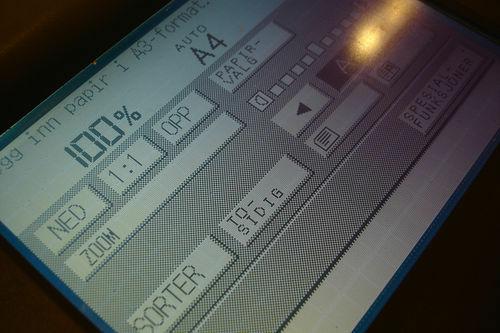 gg inn papir i A3-format.
100%
AUTO
A4
NED
1:1
OPP
PAPIR-
VALG
ZOOM
SORTER
TO-
SIDIG
SPESIAL-
FUNKSJONER